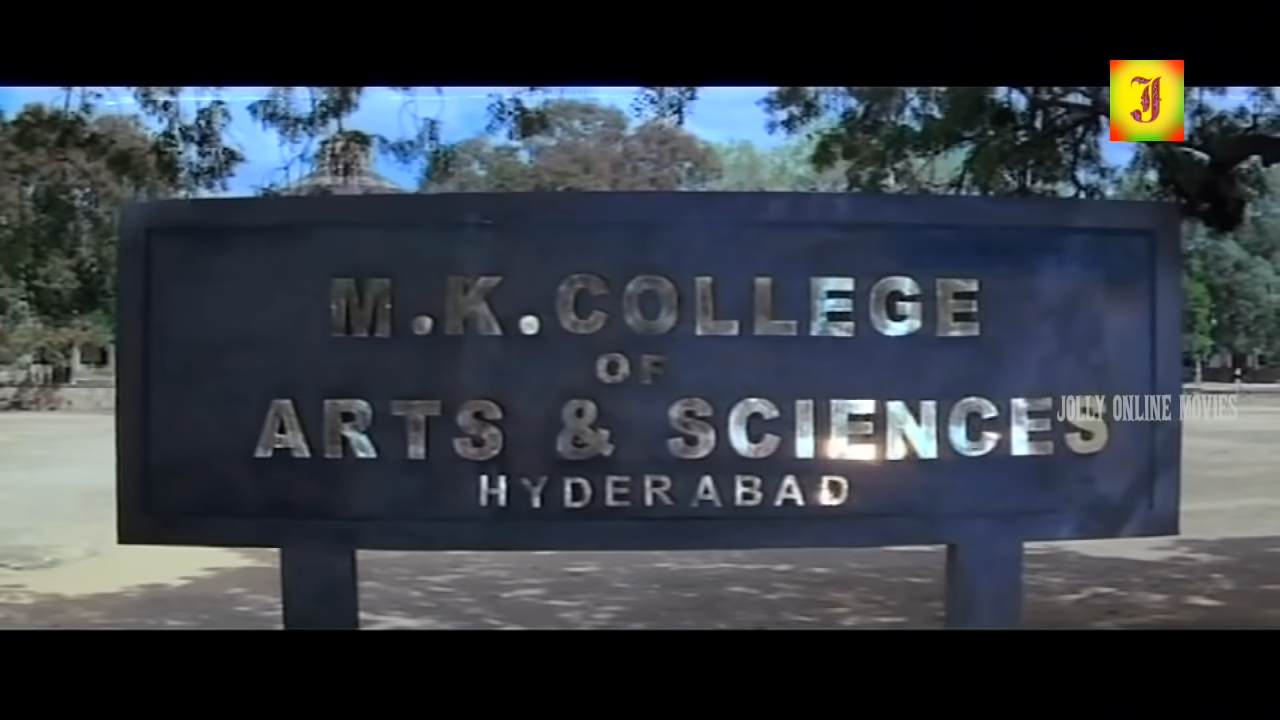 J
M.K.COLLEGE
OF
ARTS & SCIENCES
JOLLY ONLINE MOVIES
HYDERABAD